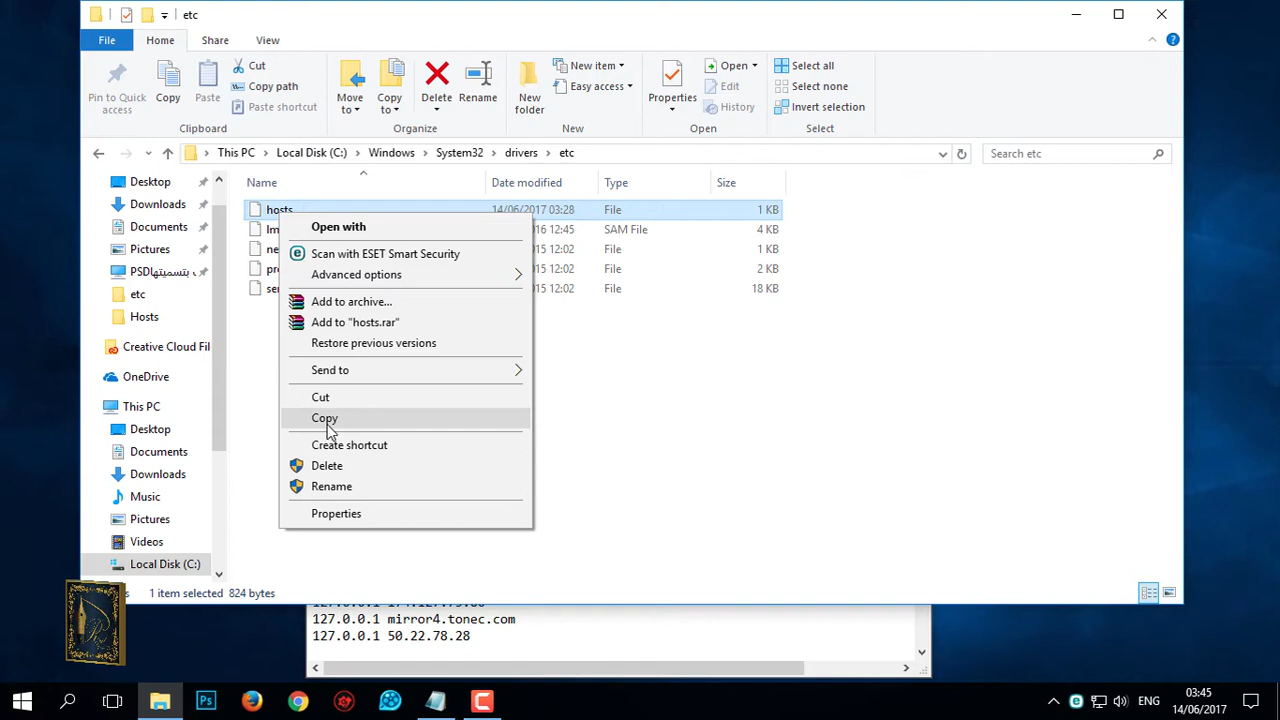 etc
File Home Share View
Pin to Quick access
Copy
Paste
Cut
Copy path
Paste shortcut
Clipboard
Move to
Copy to
Delete
Rename
Organize
New folder
New item
Easy access
New
Properties
Open
Edit
History
Open
Select all
Select none
Invert selection
Select
This PC Local Disk (C:) Windows System32 drivers etc
Search etc
Name Date modified Type Size
hosts 14/06/2017 03:28 File 1 KB
SAM File 4 KB
File
File 2 KB
File 18 KB
Desktop
Downloads
Documents
Pictures
etc
Hosts
Creative Cloud Fil
OneDrive
This PC
Desktop
Documents
Downloads
Music
Pictures
Videos
Local Disk (C:)
Open with
Scan with ESET Smart Security
Advanced options
Add to archive...
Add to "hosts.rar"
Restore previous versions
Send to
Cut
Copy
Create shortcut
Delete
Rename
Properties
1 item selected 824 bytes
127.0.0.1 mirror4.tonec.com
127.0.0.1 50.22.78.28
ENG
03:45
14/06/2017